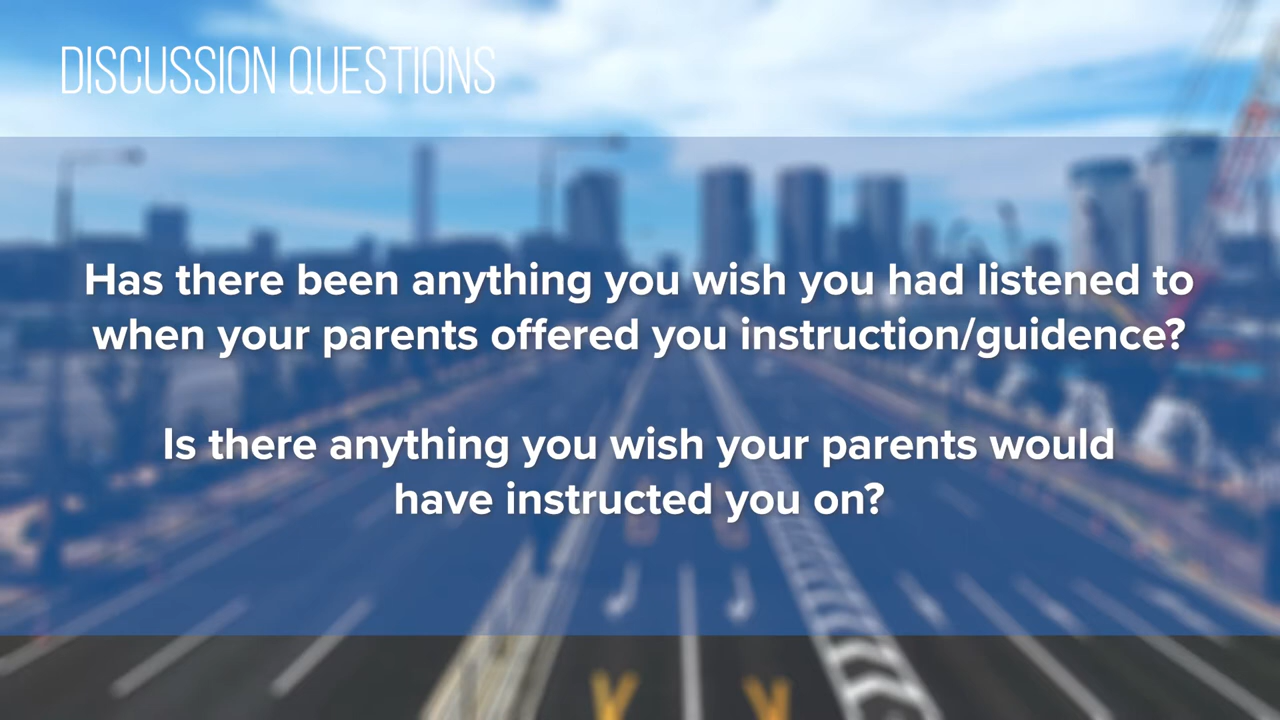 DISCUSSION QUESTIONS
Has there been anything you wish you had listened to
when your parents offered you instruction/guidence?
Is there anything you wish your parents would
have instructed you on?